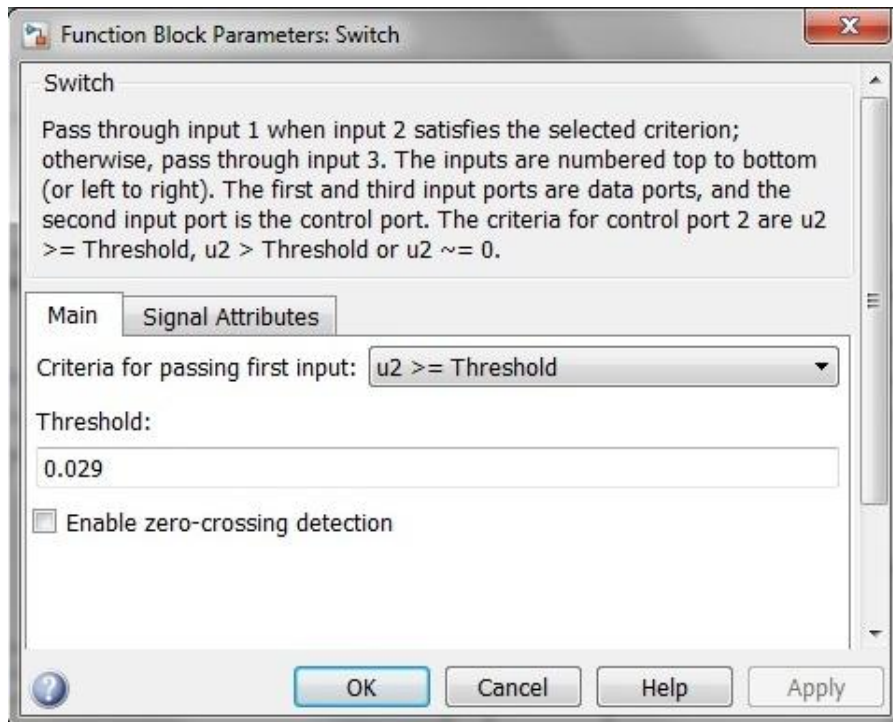 Function Block Parameters: Switch
Switch
Pass through input 1 when input 2 satisfies the selected criterion;
otherwise, pass through input 3. The inputs are numbered top to bottom
(or left to right). The first and third input ports are data ports, and the
second input port is the control port. The criteria for control port 2 are u2
>= Threshold, u2 > Threshold or u2 ~= 0.
Main Signal Attributes
Criteria for passing first input: u2 >= Threshold
Threshold:
0.029
Enable zero-crossing detection
OK Cancel Help Apply